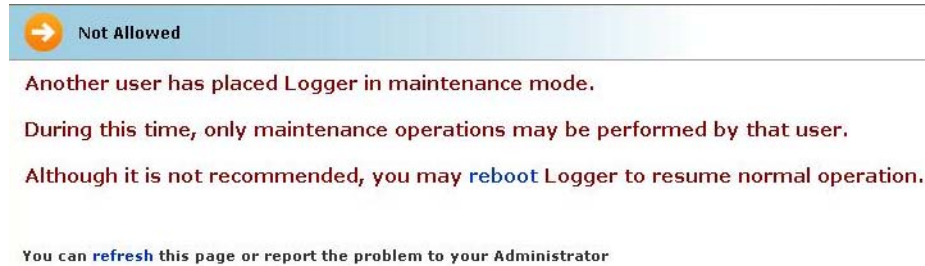 Not Allowed
Another user has placed Logger in maintenance mode.
During this time, only maintenance operations may be performed by that user.
Although it is not recommended, you may reboot Logger to resume normal operation.
You can refresh this page or report the problem to your Administrator